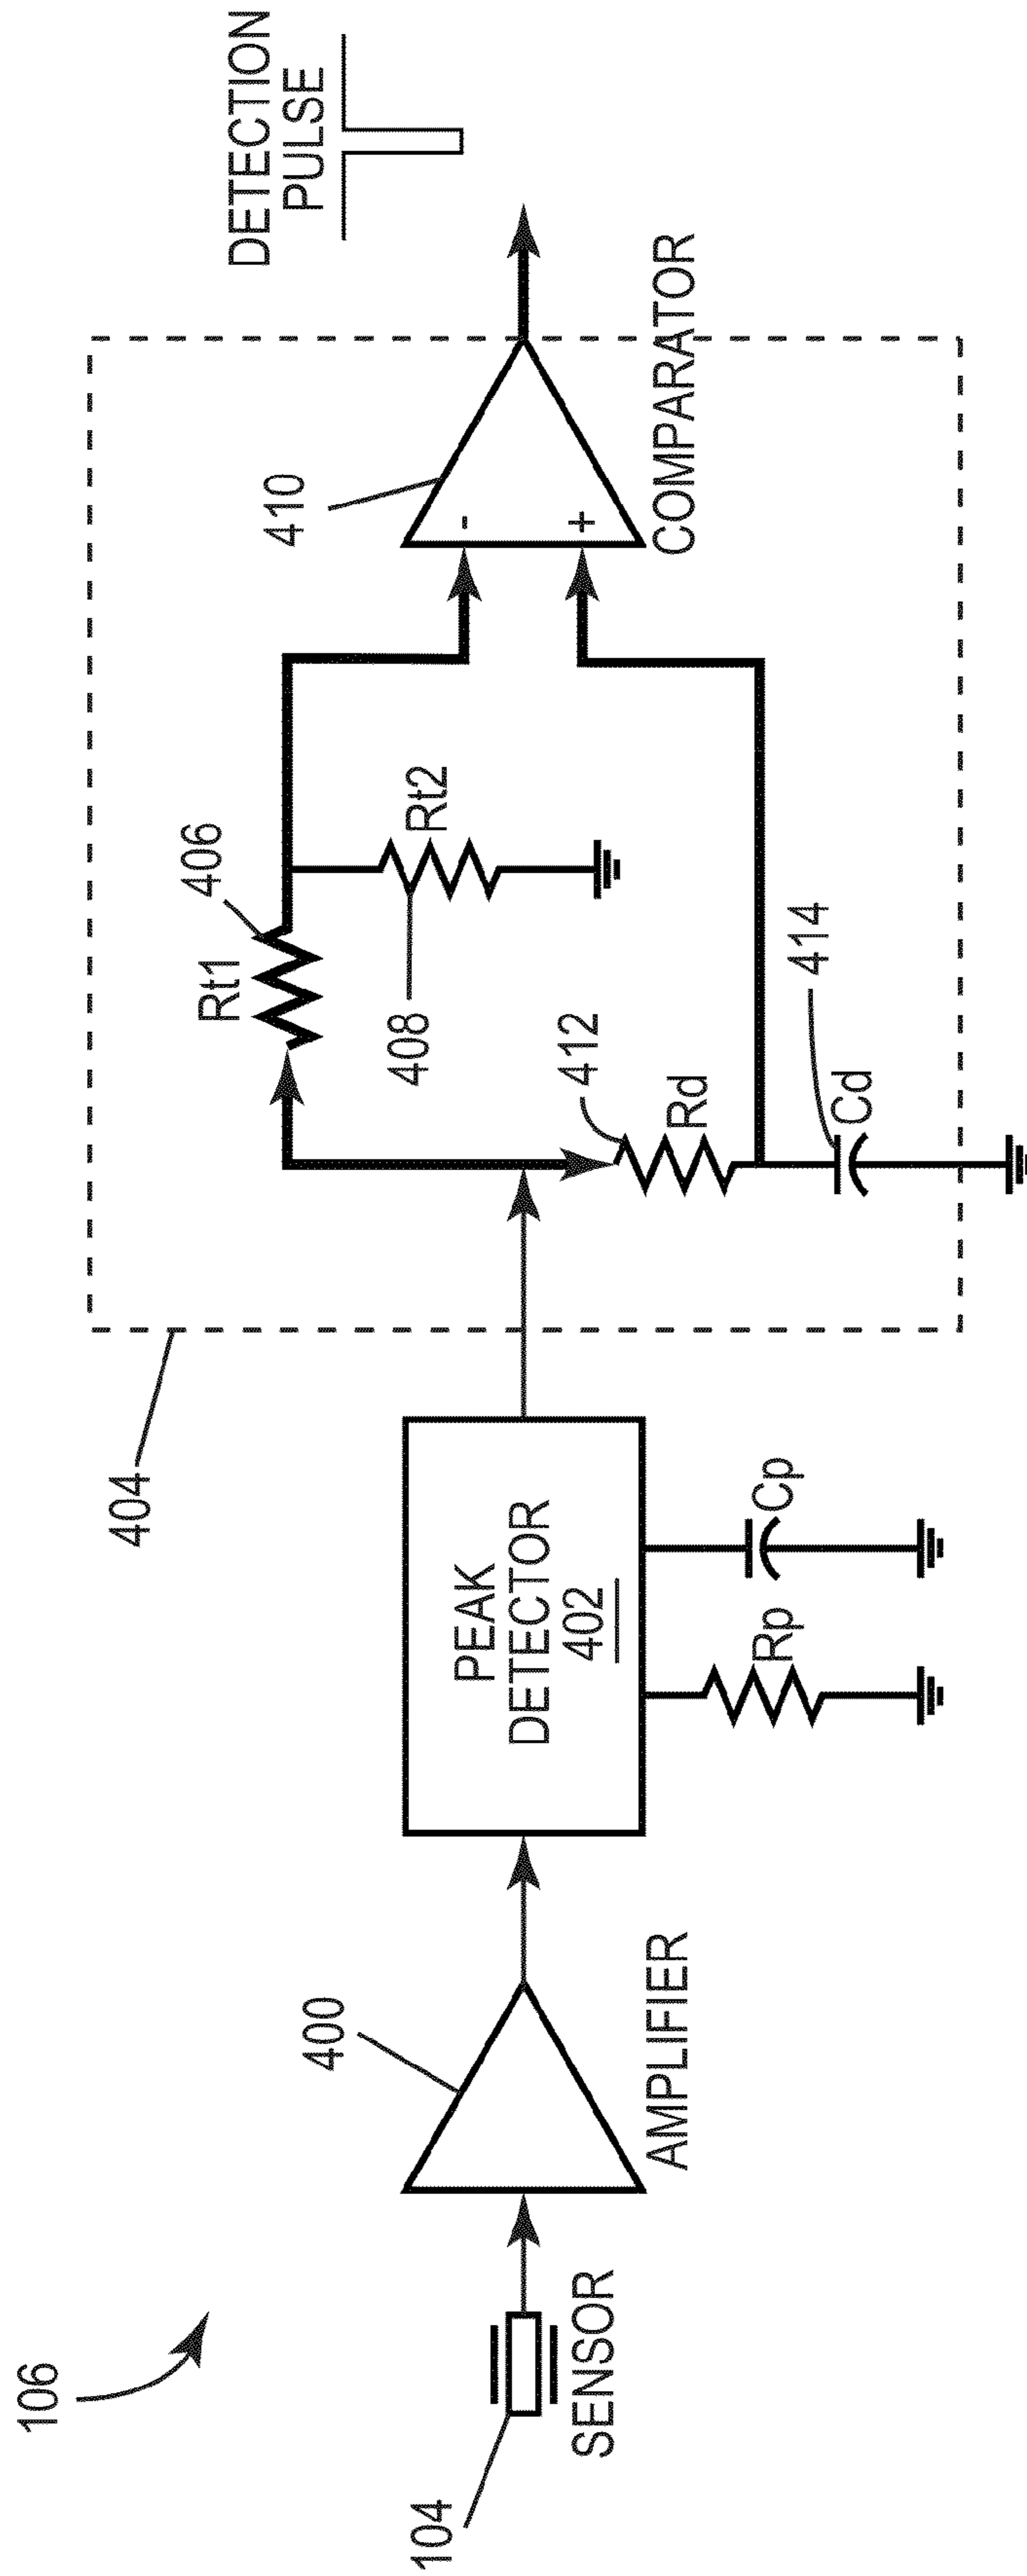 106
104
SENSOR
400
AMPLIFIER
PEAK
DETECTOR
402
Rp
Cp
404
Rt1
406
408
Rt2
412
Rd
414
Cd
410
-
+
COMPARATOR
DETECTION
PULSE